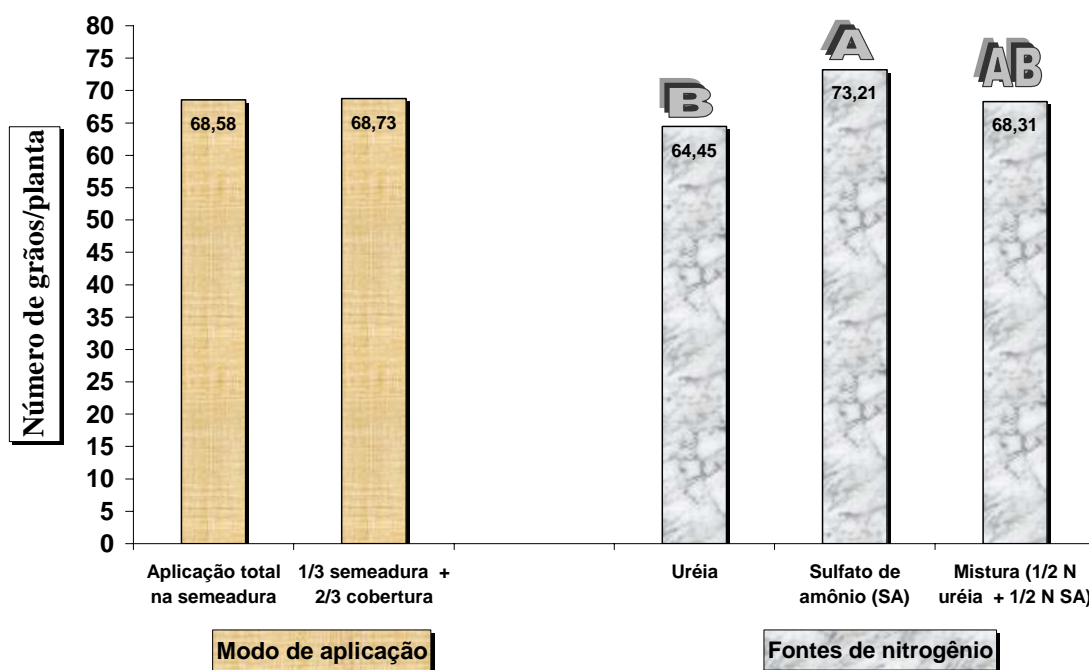 80
75
70
65
60
55
50
45
40
35
30
25
20
15
10
5
0
Número de grãos/planta
68,58
68,73
B
64,45
A
73,21
AB
68,31
Aplicação total
na semeadura
1/3 semeadura +
2/3 cobertura
Uréia
Sulfato de
amônio (SA)
Mistura (1/2 N
uréia + 1/2 N SA)
Modo de aplicação
Fontes de nitrogênio